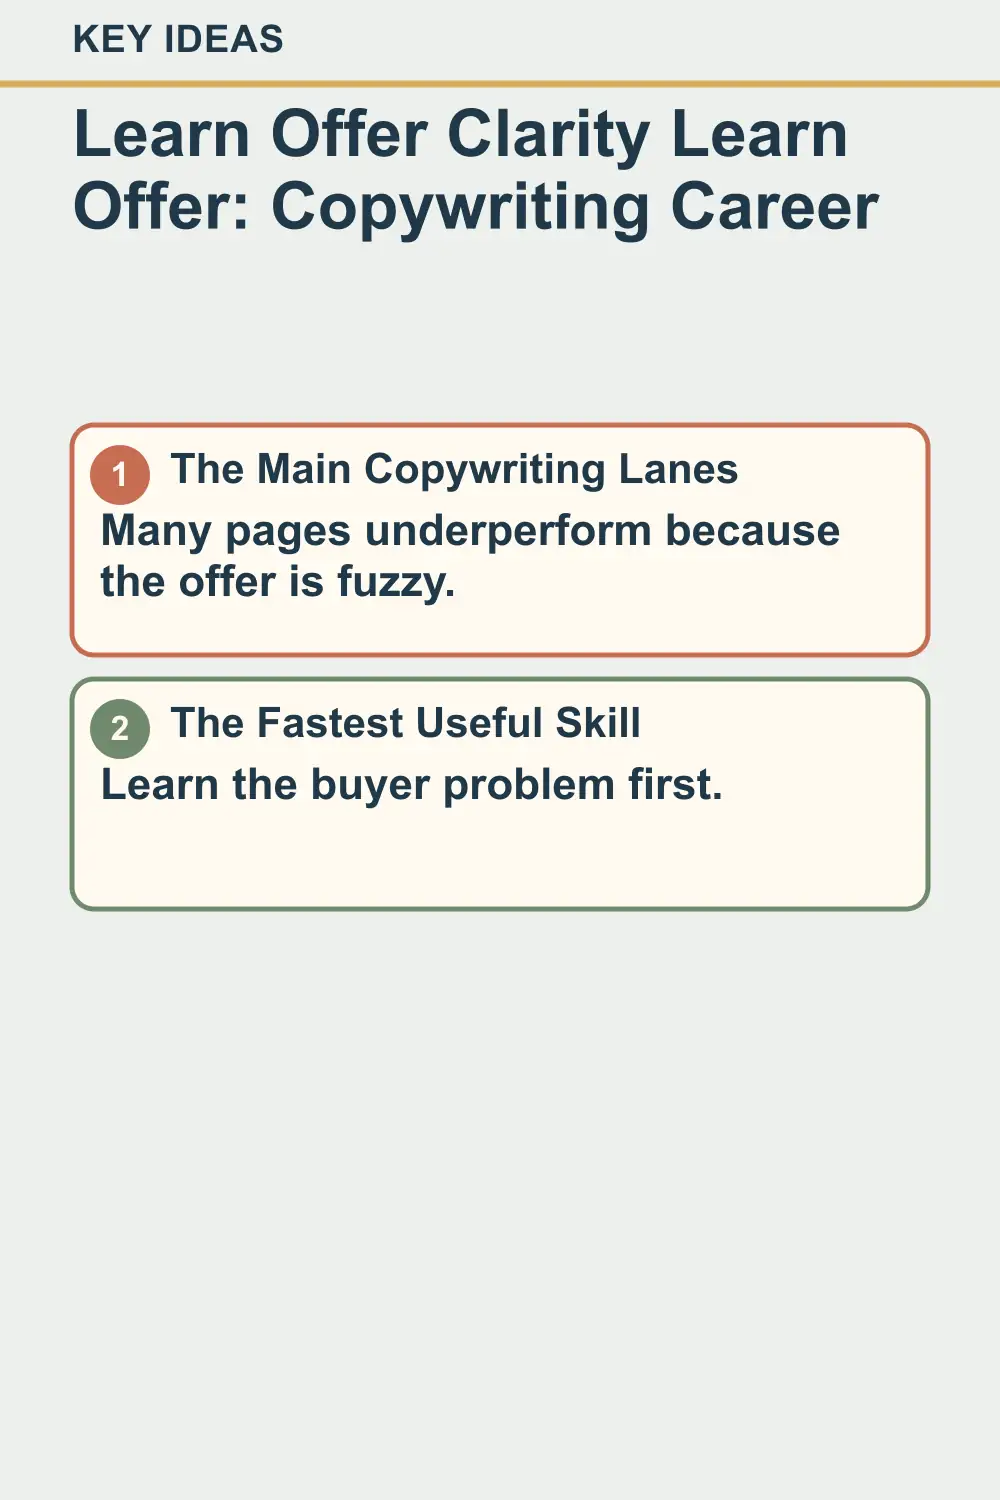 KEY IDEAS
Learn Offer Clarity Learn
Offer: Copywriting Career
1 The Main Copywriting Lanes
Many pages underperform because
the offer is fuzzy.
2 The Fastest Useful Skill
Learn the buyer problem first.